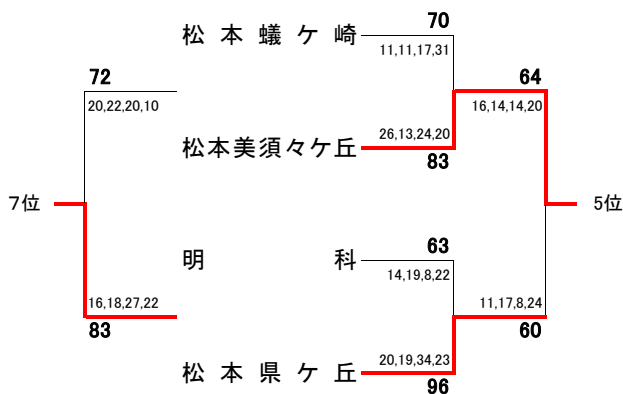 松本蟻ケ崎
70
11,11,17,31
72
64
20,22,20,10
16,14,14,20
26,13,24,20
松本美須々ケ丘
83
7位
5位
63
明科
14,19,8,22
16,18,27,22
11,17,8,24
83
60
20,19,34,23
松本県ケ丘
96